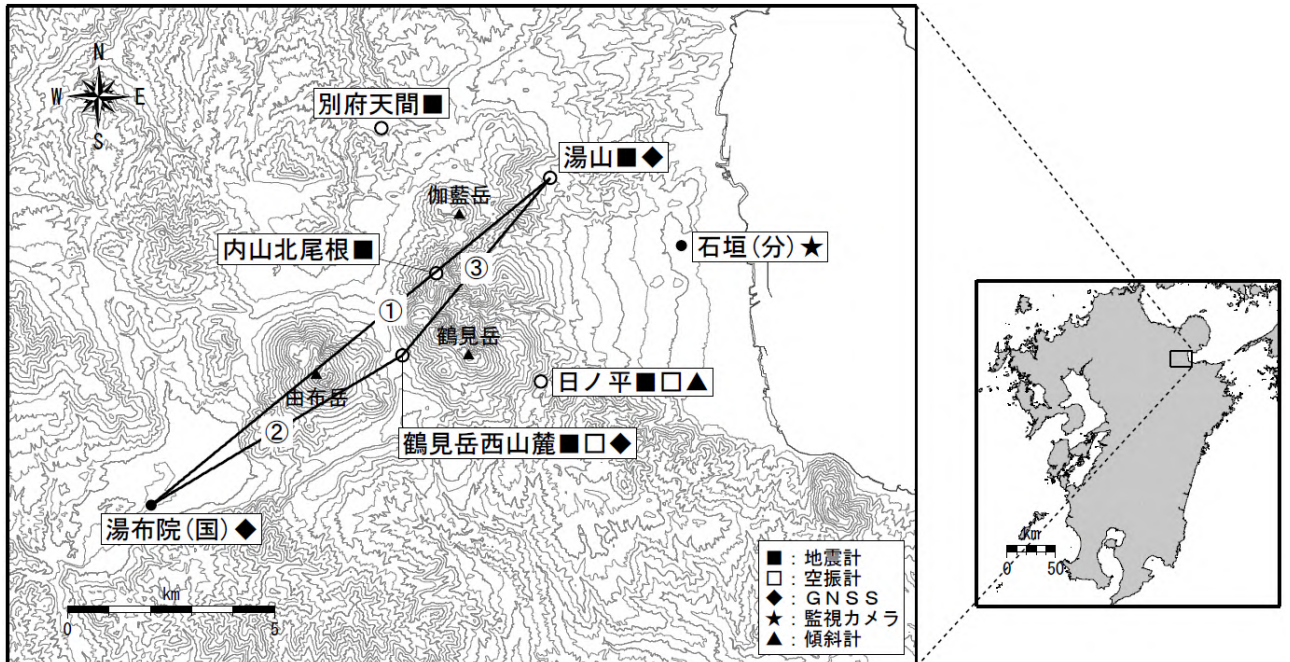 N
W E
S
別府天間■
湯山■◆
伽藍岳
石垣(分)★
内山北尾根■
③
①
鶴見岳
日ノ平■□▲
由布岳
②
鶴見岳西山麓■□◆
湯布院(国)◆
km
0 5
■:地震計
□:空振計
◆:GNSS
★:監視カメラ
▲:傾斜計
km
0 50